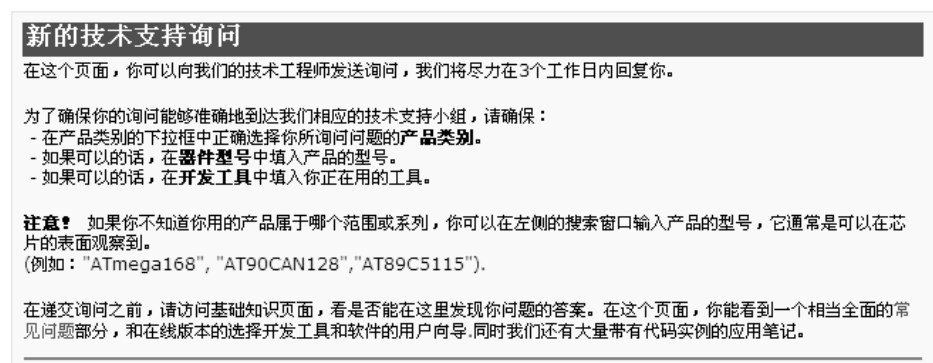 新的技术支持询问
在这个页面，你可以向我们的技术工程师发送询问，我们将尽力在3个工作日内回复你。
为了确保你的询问能够准确地到达我们相应的技术支持小组，请确保：
- 在产品类别的下拉框中正确选择你所询问问题的产品类别。
- 如果可以的话，在器件型号中填入产品的型号。
- 如果可以的话，在开发工具中填入你正在用的工具。
注意！ 如果你不知道你用的产品属于哪个范围或系列，你可以在左侧的搜索窗口输入产品的型号，它通常是可以在芯
片的表面观察到。
(例如："ATmega168", "AT90CAN128","AT89C5115").
在递交询问之前，请访问基础知识页面，看是否能在这里发现你问题的答案。在这个页面，你能看到一个相当全面的常
见问题部分，和在线版本的选择开发工具和软件的用户向导.同时我们还有大量带有代码实例的应用笔记。